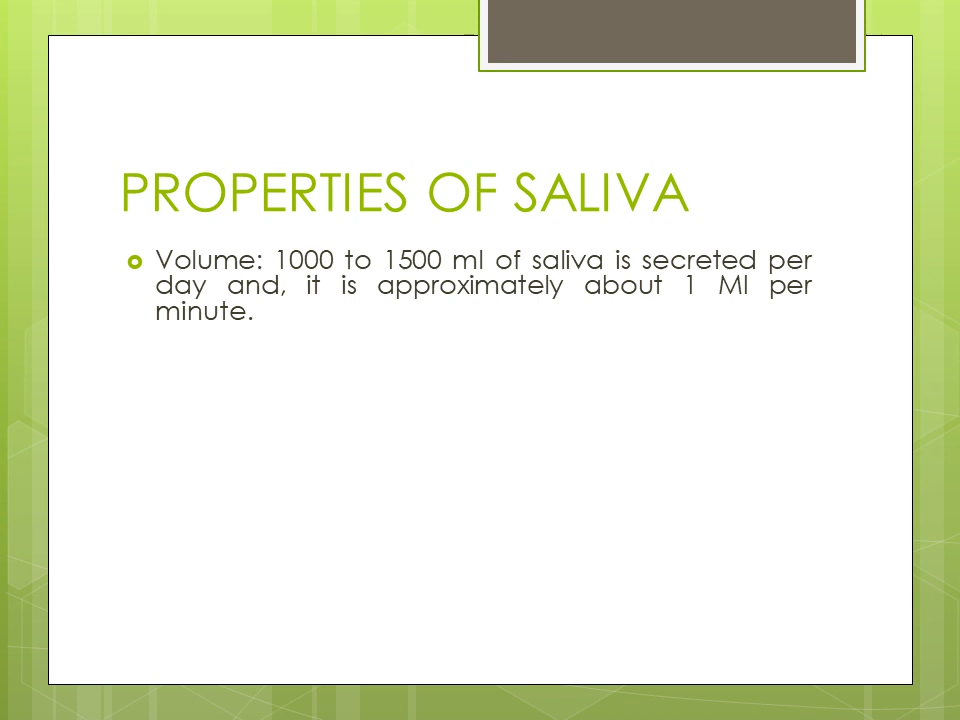 PROPERTIES OF SALIVA
Volume: 1000 to 1500 ml of saliva is secreted per
day and, it is approximately about 1 Ml per
minute.